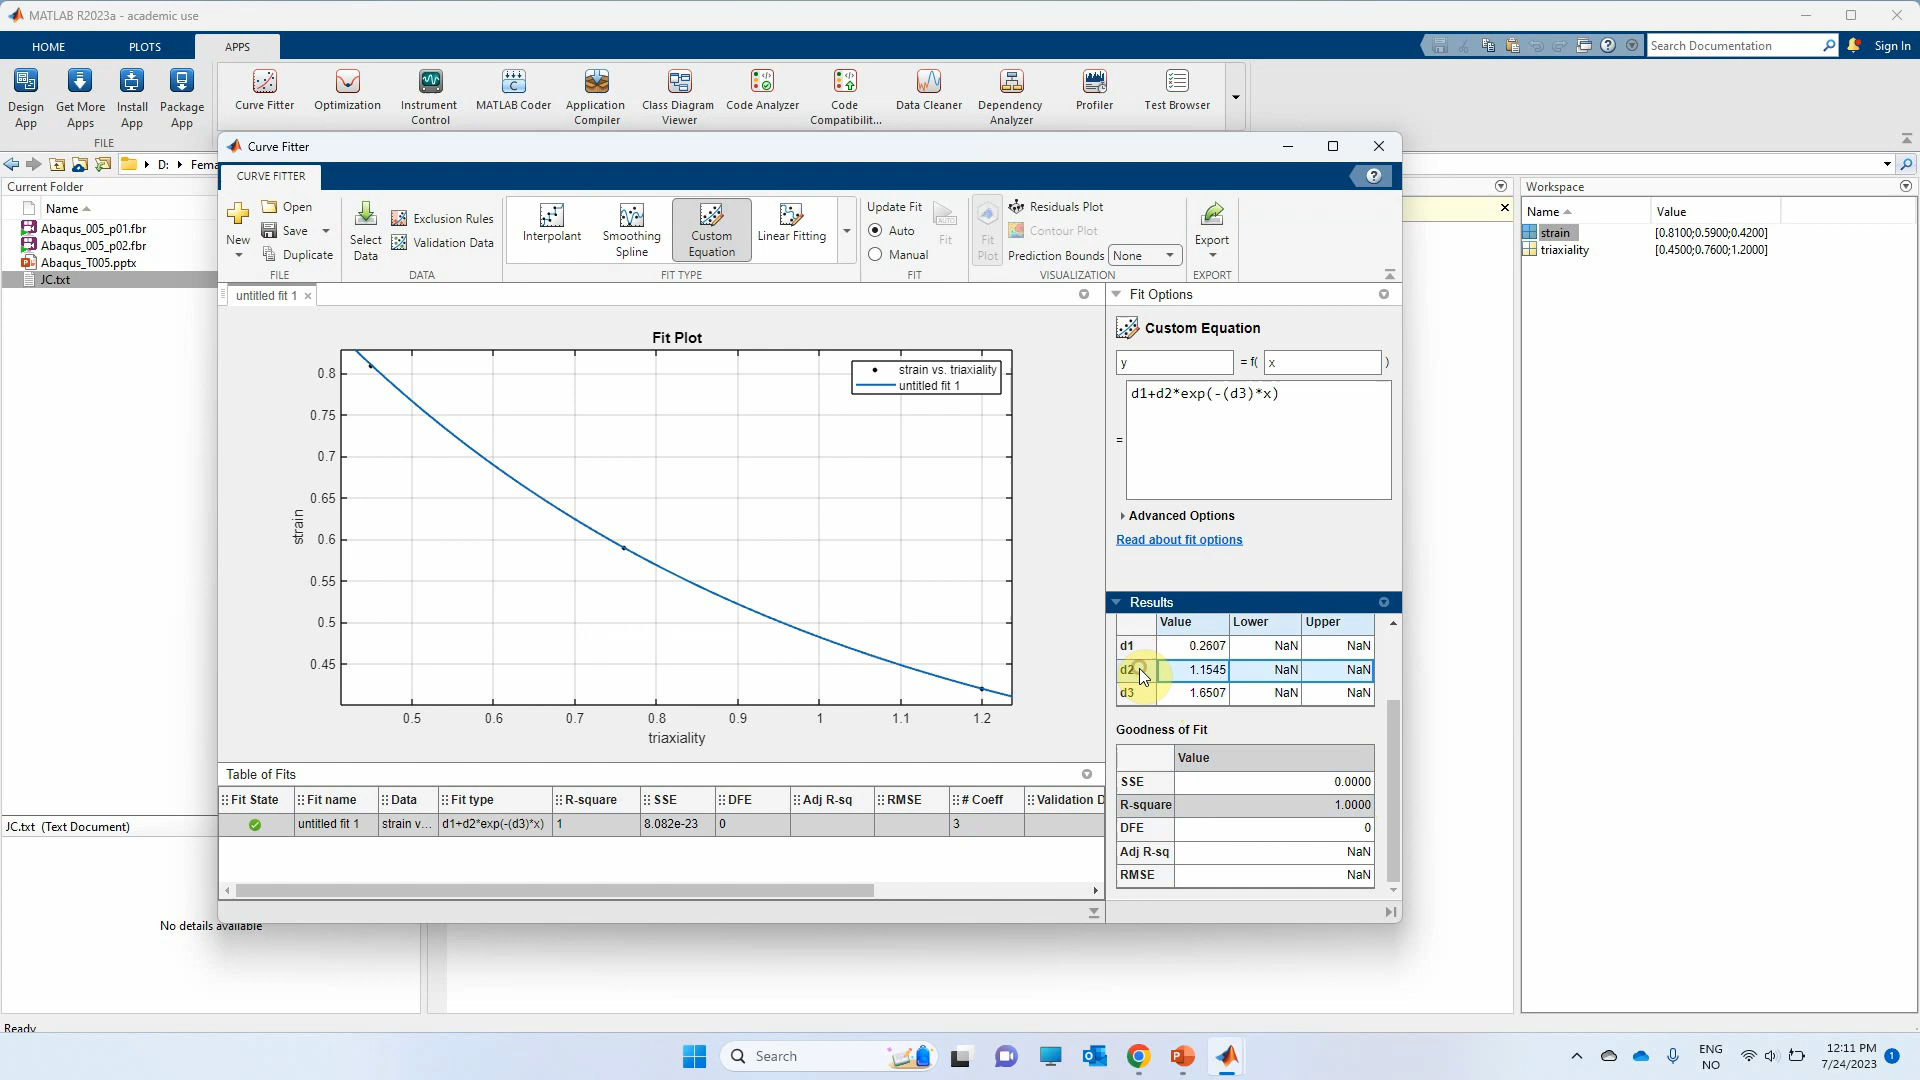 MATLAB R2023a - academic use
HOME PLOTS APPS
Search Documentation
Sign In
Design App
Get More Apps
Install App
Package App
FILE
Curve Fitter
Optimization
Instrument Control
MATLAB Coder
Application Compiler
Class Diagram Viewer
Code Analyzer
Code Compatibilit...
Data Cleaner
Dependency Analyzer
Profiler
Test Browser
D: Fema
Current Folder
Name
Abaqus_005_p01.fbr
Abaqus_005_p02.fbr
Abaqus_T005.pptx
JC.txt
JC.txt (Text Document)
No details available
Ready
Curve Fitter
CURVE FITTER
New
Open
Save
Duplicate
FILE
Select Data
Exclusion Rules
Validation Data
DATA
Interpolant
Smoothing Spline
Custom Equation
Linear Fitting
FIT TYPE
Update Fit
Auto
Manual
AUTO
Fit
FIT
Fit Plot
Residuals Plot
Contour Plot
Prediction Bounds None
VISUALIZATION
Export
EXPORT
untitled fit 1
Fit Plot
strain vs. triaxiality
untitled fit 1
0.8
0.75
0.7
0.65
0.6
0.55
0.5
0.45
strain
0.5 0.6 0.7 0.8 0.9 1 1.1 1.2
triaxiality
Fit Options
Custom Equation
y = f( x )
= d1+d2*exp(-(d3)*x)
Advanced Options
Read about fit options
Results
Value Lower Upper
d1 0.2607 NaN NaN
d2 1.1545 NaN NaN
d3 1.6507 NaN NaN
Goodness of Fit
Value
SSE 0.0000
R-square 1.0000
DFE 0
Adj R-sq NaN
RMSE NaN
Table of Fits
Fit State Fit name Data Fit type R-square SSE DFE Adj R-sq RMSE # Coeff Validation D
untitled fit 1 strain v... d1+d2*exp(-(d3)*x) 1 8.082e-23 0 3
Workspace
Name Value
strain [0.8100;0.5900;0.4200]
triaxiality [0.4500;0.7600;1.2000]
Search
ENG
NO
12:11 PM
7/24/2023
1